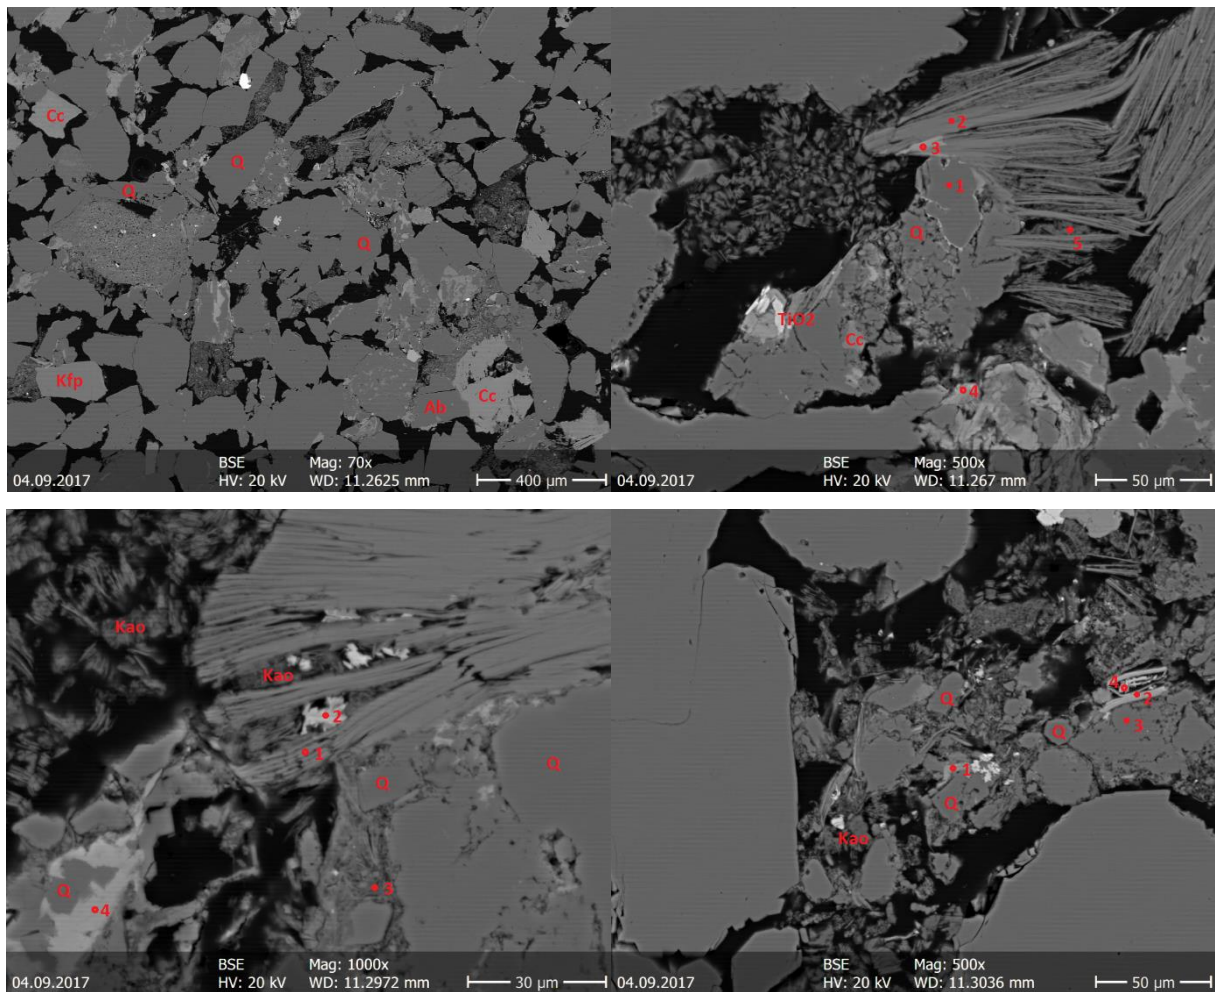 Cc
Q
Q
Q
Kfp
Ab
Cc
BSE Mag: 70x
04.09.2017 HV: 20 kV WD: 11.2625 mm 400 µm
2
3
1
Q
5
TiO2
Cc
4
BSE Mag: 500x
04.09.2017 HV: 20 kV WD: 11.267 mm 50 µm
Kao
Kao
2
1
Q
Q
3
Q
4
BSE Mag: 1000x
04.09.2017 HV: 20 kV WD: 11.2972 mm 30 µm
4
2
Q
3
Q
1
Q
Kao
BSE Mag: 500x
04.09.2017 HV: 20 kV WD: 11.3036 mm 50 µm